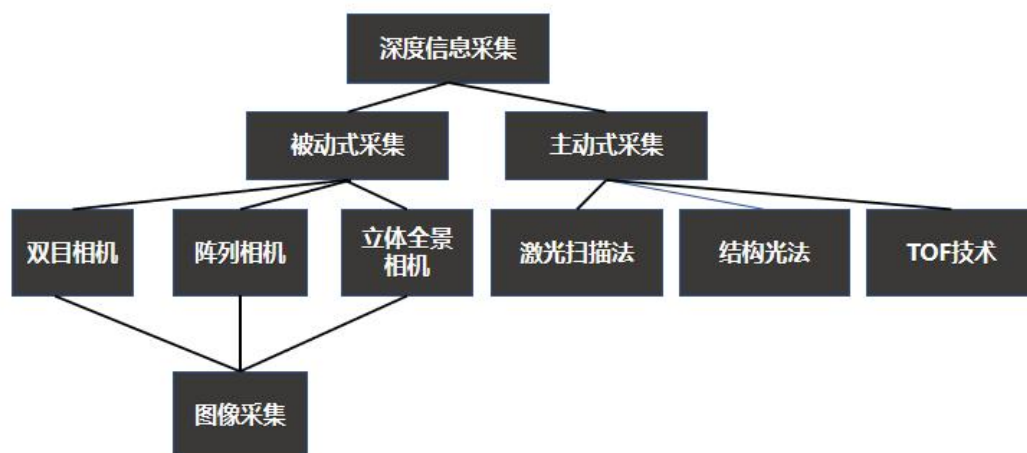 深度信息采集
被动式采集
主动式采集
双目相机
阵列相机
立体全景
相机
激光扫描法
结构光法
TOF技术
图像采集